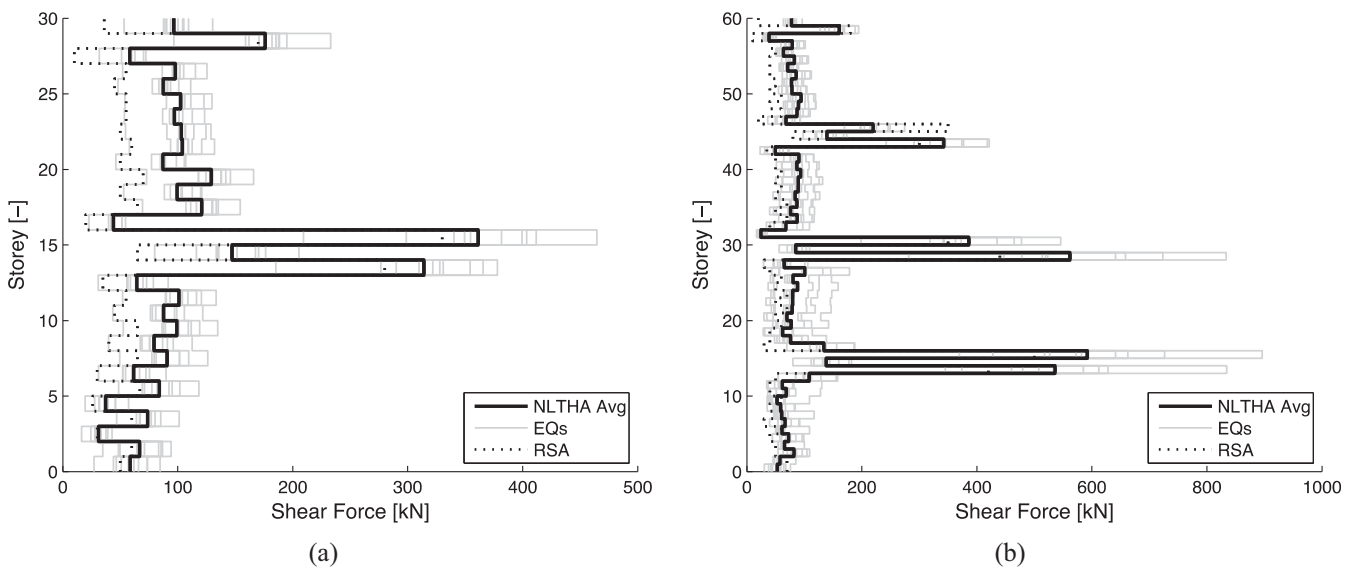 30
25
20
15
10
5
0
Storey [–]
0 100 200 300 400 500
Shear Force [kN]
NLTHA Avg
EQs
RSA
(a)
60
50
40
30
20
10
0
Storey [–]
0 200 400 600 800 1000
Shear Force [kN]
NLTHA Avg
EQs
RSA
(b)